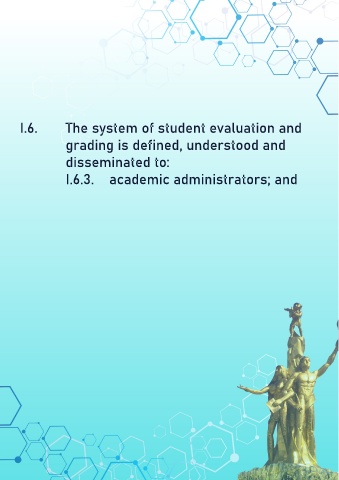 I.6. The system of student evaluation and
grading is defined, understood and
disseminated to:
I.6.3. academic administrators; and